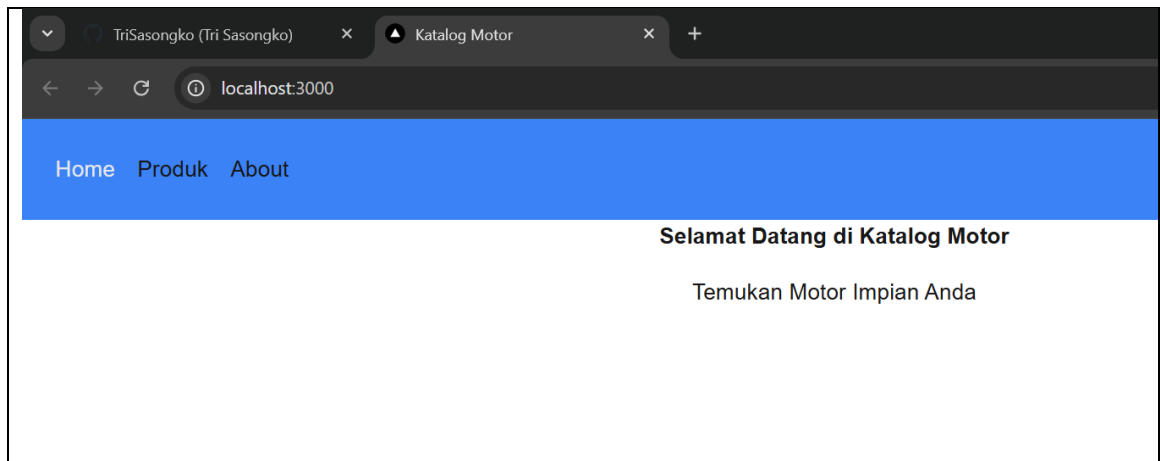 TriSasongko (Tri Sasongko)
Katalog Motor
localhost:3000
Home Produk About
Selamat Datang di Katalog Motor
Temukan Motor Impian Anda